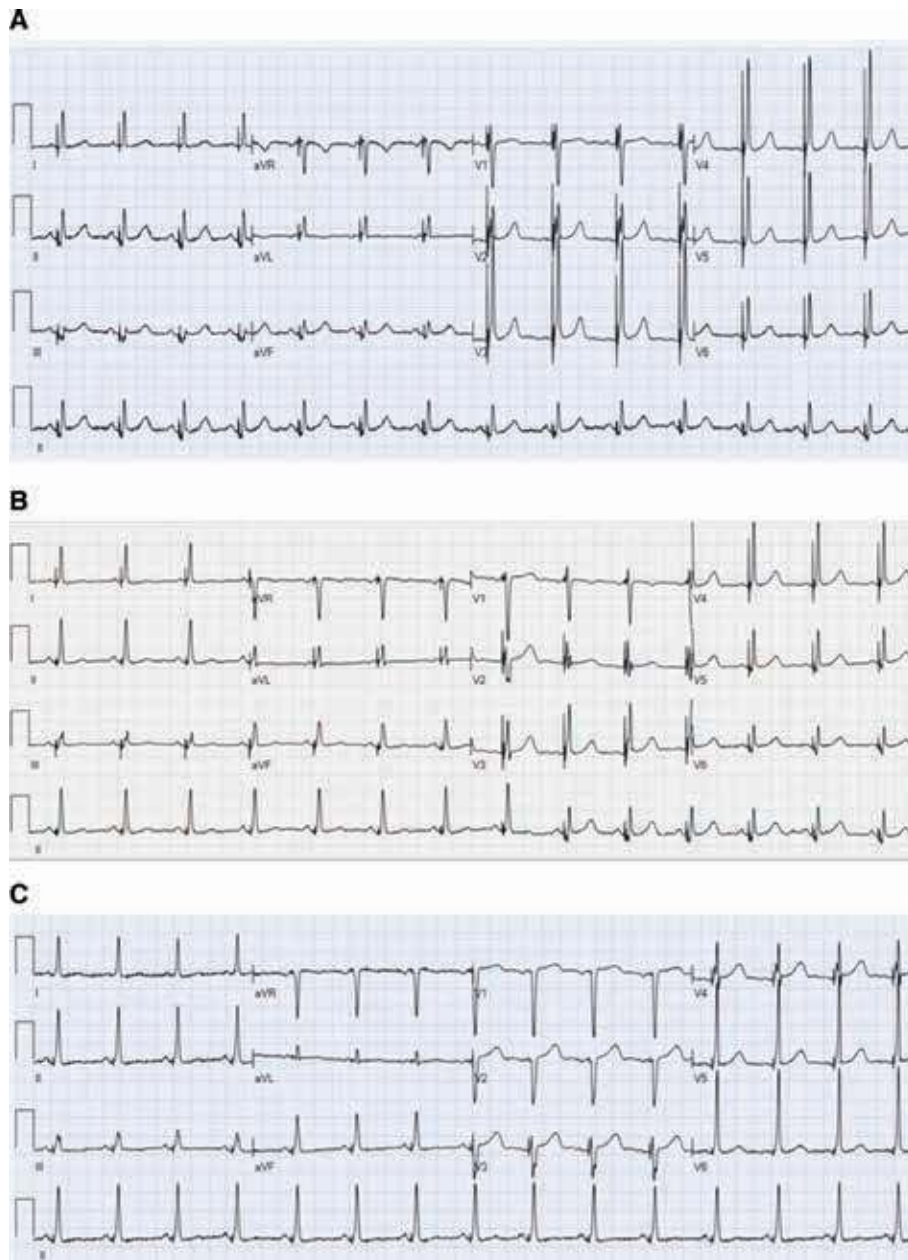 A
I aVR V1 V4
II aVL V2 V5
III aVF V3 V6
II
B
I aVR V1 V4
II aVL V2 V5
III aVF V3 V6
II
C
I aVR V1 V4
II aVL V2 V5
III aVF V3 V6
II